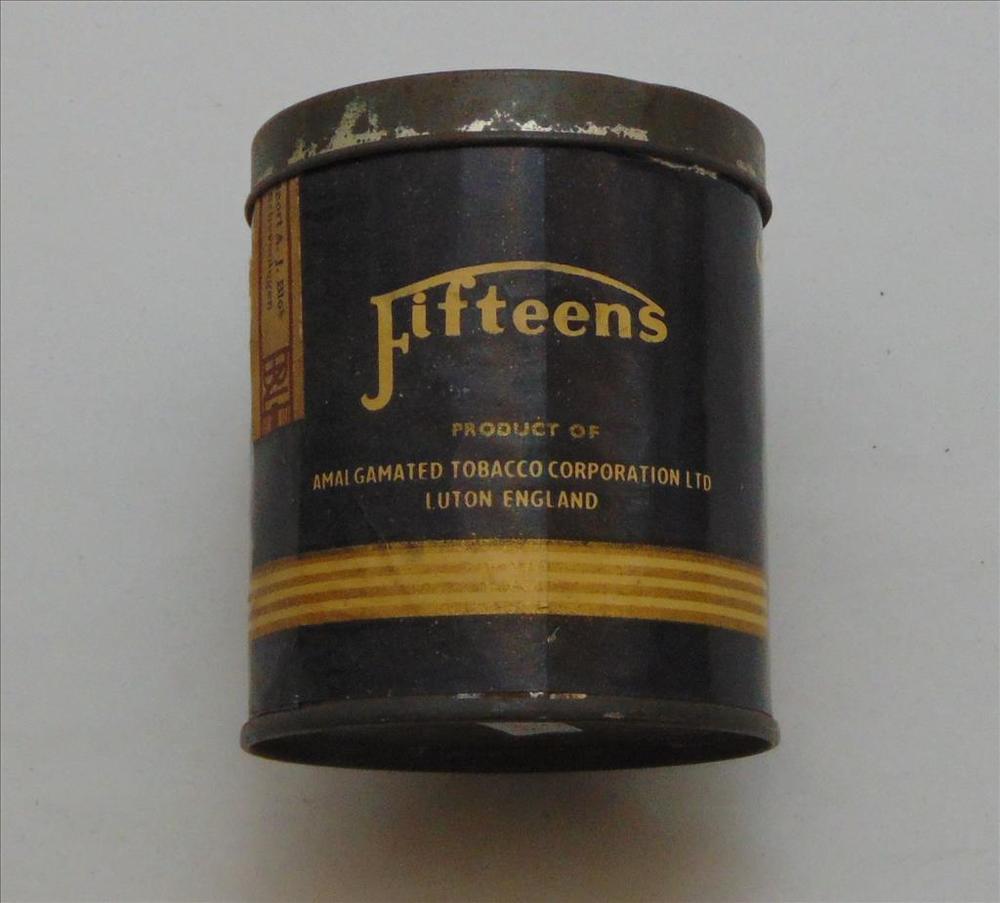 Fifteens
PRODUCT OF
AMALGAMATED TOBACCO CORPORATION LTD
LUTON ENGLAND
A. J.